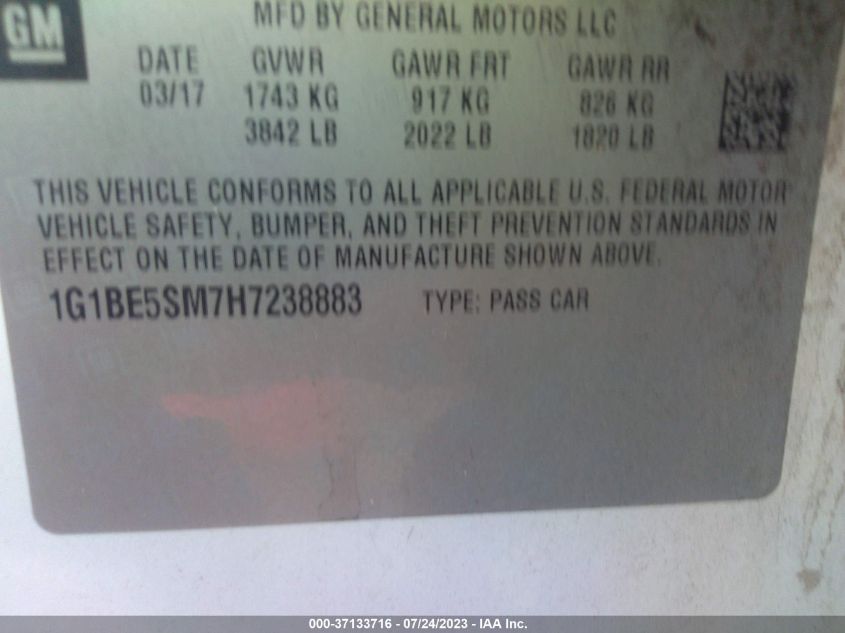 GM
MFD BY GENERAL MOTORS LLC
DATE GVWR GAWR FRT GAWR RR
03/17 1743 KG 917 KG 826 KG
3842 LB 2022 LB 1820 LB
THIS VEHICLE CONFORMS TO ALL APPLICABLE U.S. FEDERAL MOTOR
VEHICLE SAFETY, BUMPER, AND THEFT PREVENTION STANDARDS IN
EFFECT ON THE DATE OF MANUFACTURE SHOWN ABOVE.
1G1BE5SM7H7238883 TYPE: PASS CAR
000-37133716 - 07/24/2023 - IAA Inc.